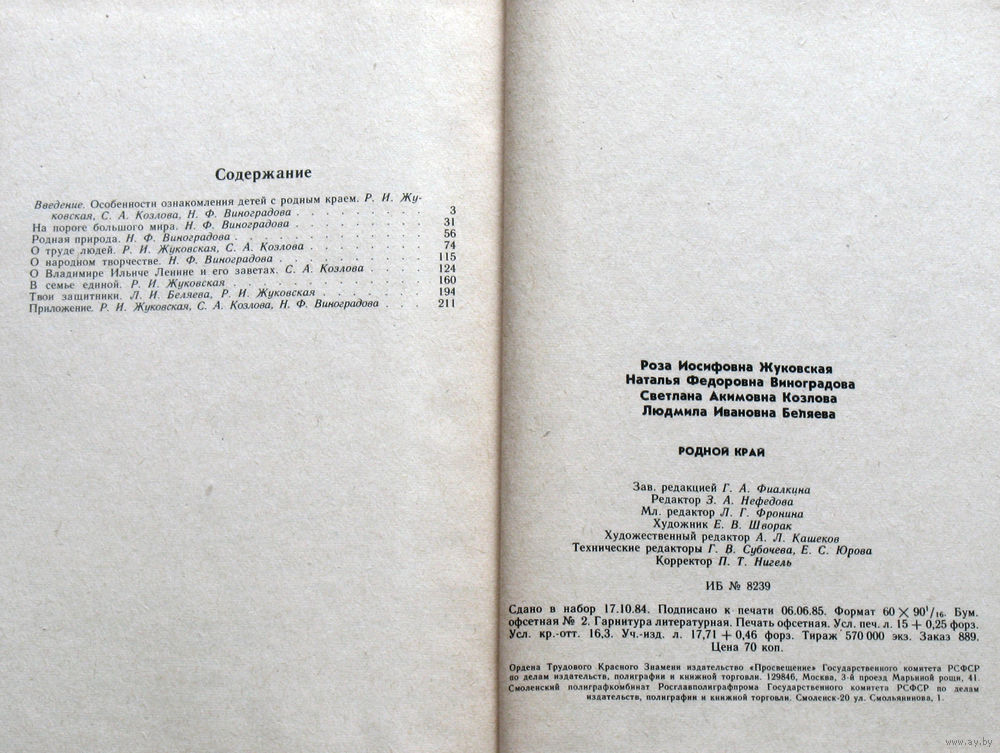 Содержание
Введение. Особенности ознакомления детей с родным краем. Р. И. Жу-
ковская, С. А. Козлова, Н. Ф. Виноградова . . . . . . . . . 3
На пороге большого мира. Н. Ф. Виноградова . . . . . . . . . 31
Родная природа. Н. Ф. Виноградова . . . . . . . . . . . . 56
О труде людей. Р. И. Жуковская, С. А. Козлова . . . . . . . . 74
О народном творчестве. Н. Ф. Виноградова . . . . . . . . . . 115
О Владимире Ильиче Ленине и его заветах. С. А. Козлова . . . . . 124
В семье единой. Р. И. Жуковская . . . . . . . . . . . . . 160
Твои защитники. Л. И. Беляева, Р. И. Жуковская . . . . . . . . 194
Приложение. Р. И. Жуковская, С. А. Козлова, Н. Ф. Виноградова . . . 211
Роза Иосифовна Жуковская
Наталья Федоровна Виноградова
Светлана Акимовна Козлова
Людмила Ивановна Беляева
РОДНОЙ КРАЙ
Зав. редакцией Г. А. Фиалкина
Редактор З. А. Нефедова
Мл. редактор Л. Г. Фронина
Художник Е. В. Шворак
Художественный редактор А. Л. Кашеков
Технические редакторы Г. В. Субочева, Е. С. Юрова
Корректор П. Т. Нигель
ИБ № 8239
Сдано в набор 17.10.84. Подписано к печати 06.06.85. Формат 60 × 90¹/₁₆. Бум.
офсетная № 2. Гарнитура литературная. Печать офсетная. Усл. печ. л. 15 + 0,25 форз.
Усл. кр.-отт. 16,3. Уч.-изд. л. 17,71 + 0,46 форз. Тираж 570 000 экз. Заказ 889.
Цена 70 коп.
Ордена Трудового Красного Знамени издательство «Просвещение» Государственного комитета РСФСР
по делам издательств, полиграфии и книжной торговли. 129846, Москва, 3-й проезд Марьиной рощи, 41.
Смоленский полиграфкомбинат Росглавполиграфпрома Государственного комитета РСФСР по делам
издательств, полиграфии и книжной торговли. Смоленск-20 ул. Смольянинова, 1.
www.ay.by